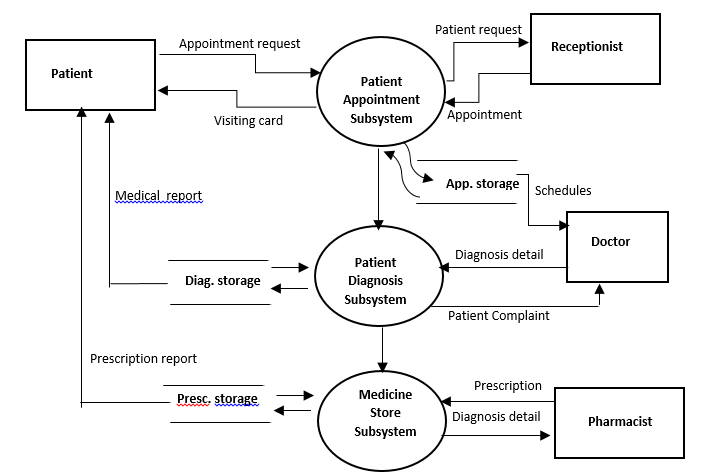 Patient request
Appointment request
Receptionist
Patient
Patient
Appointment
Subsystem
Visiting card
Appointment
App. storage
Schedules
Medical report
Doctor
Diagnosis detail
Patient
Diagnosis
Subsystem
Diag. storage
Patient Complaint
Prescription report
Prescription
Presc. storage
Medicine
Store
Subsystem
Diagnosis detail
Pharmacist